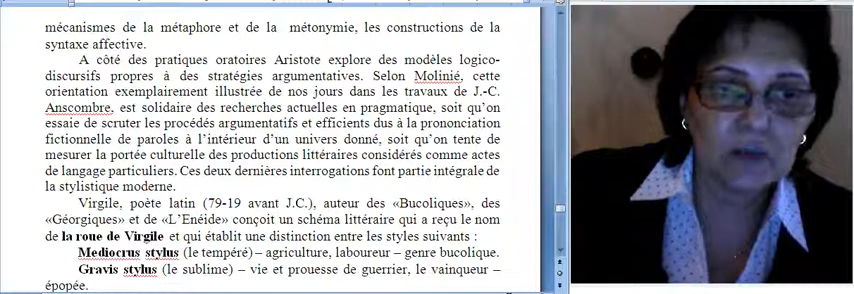 mécanismes de la métaphore et de la métonymie, les constructions de la
syntaxe affective.
A côté des pratiques oratoires Aristote explore des modèles logico-
discursifs propres à des stratégies argumentatives. Selon Molinié, cette
orientation exemplairement illustrée de nos jours dans les travaux de J.-C.
Anscombre, est solidaire des recherches actuelles en pragmatique, soit qu'on
essaie de scruter les procédés argumentatifs et efficients dus à la prononciation
fictionnelle de paroles à l'intérieur d'un univers donné, soit qu'on tente de
mesurer la portée culturelle des productions littéraires considérés comme actes
de langage particuliers. Ces deux dernières interrogations font partie intégrale de
la stylistique moderne.
Virgile, poète latin (79-19 avant J.C.), auteur des «Bucoliques», des
«Géorgiques» et de «L'Enéide» conçoit un schéma littéraire qui a reçu le nom
de la roue de Virgile et qui établit une distinction entre les styles suivants :
Mediocrus stylus (le tempéré) – agriculture, laboureur – genre bucolique.
Gravis stylus (le sublime) – vie et prouesse de guerrier, le vainqueur –
épopée.